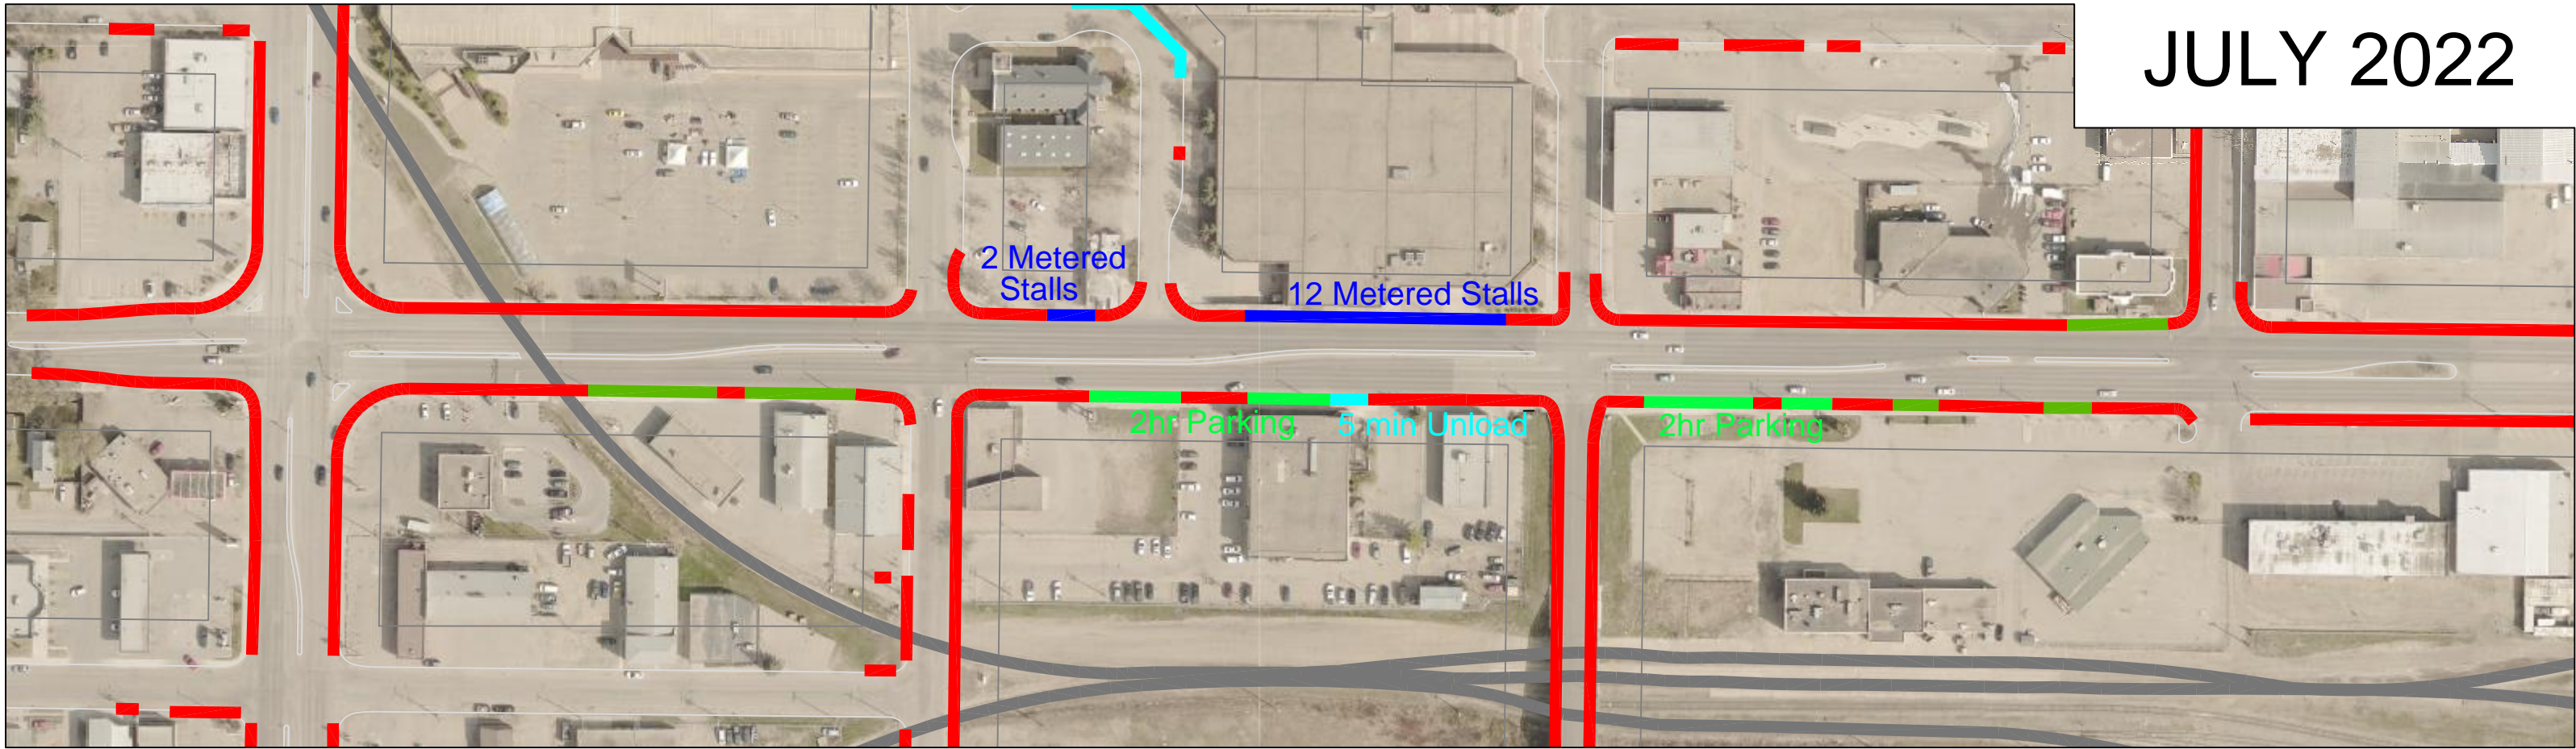 JULY 2022
2 Metered
Stalls
12 Metered Stalls
2hr Parking
5 min Unload
2hr Parking